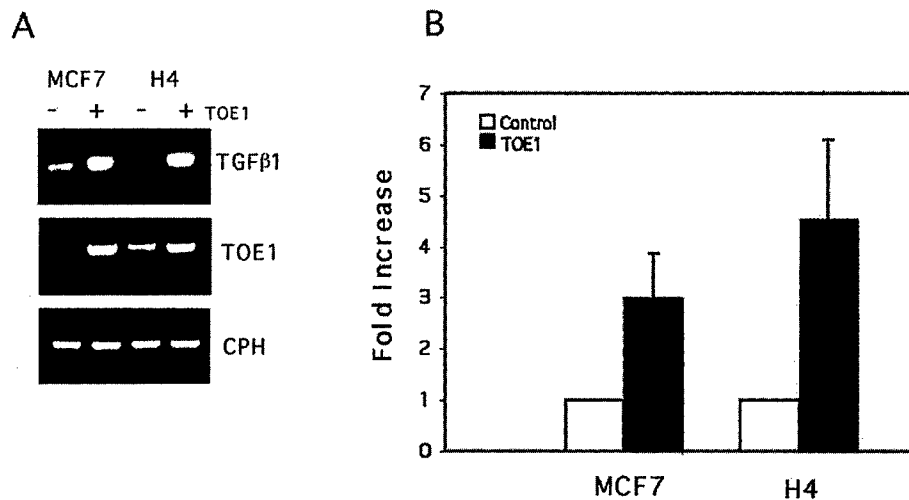 A
MCF7 H4
- + - + TOE1
TGFβ1
TOE1
CPH
B
Fold Increase
7
6
5
4
3
2
1
0
Control
TOE1
MCF7 H4